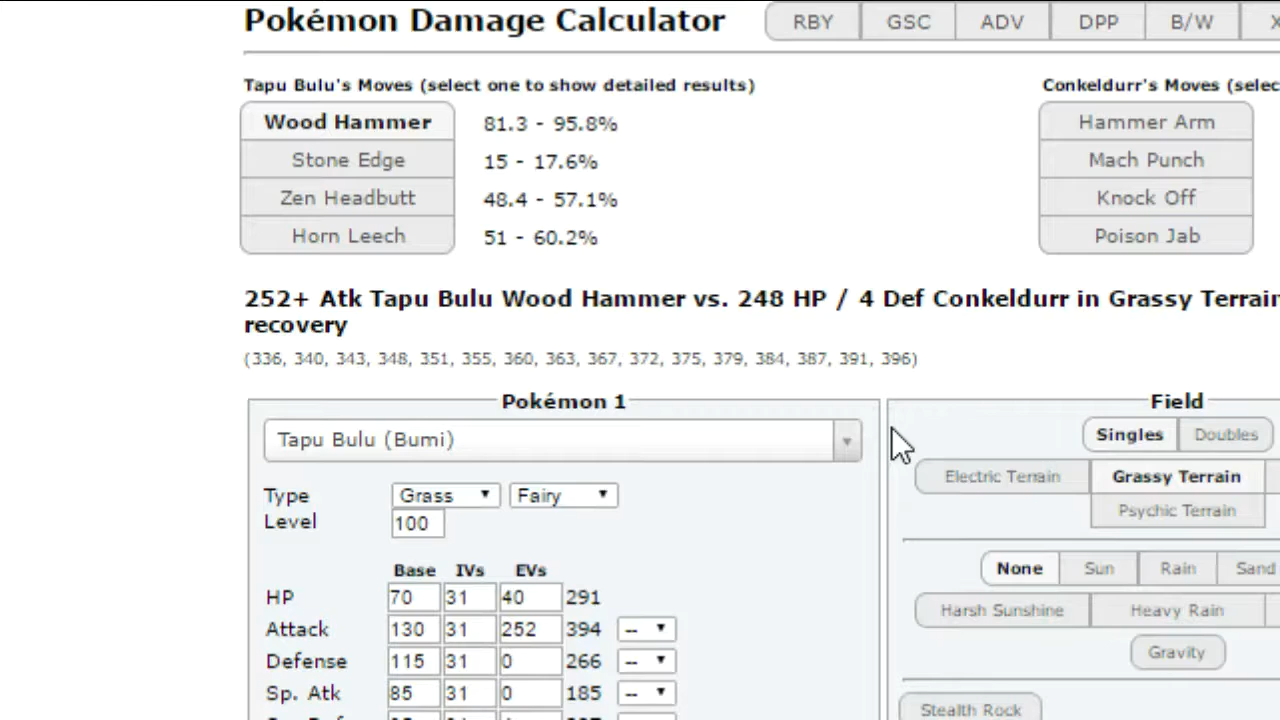 Pokémon Damage Calculator RBY GSC ADV DPP B/W X
Tapu Bulu's Moves (select one to show detailed results) Conkeldurr's Moves (selec
Wood Hammer 81.3 - 95.8% Hammer Arm
Stone Edge 15 - 17.6% Mach Punch
Zen Headbutt 48.4 - 57.1% Knock Off
Horn Leech 51 - 60.2% Poison Jab
252+ Atk Tapu Bulu Wood Hammer vs. 248 HP / 4 Def Conkeldurr in Grassy Terrain
recovery
(336, 340, 343, 348, 351, 355, 360, 363, 367, 372, 375, 379, 384, 387, 391, 396)
Pokémon 1
Tapu Bulu (Bumi)
Type Grass Fairy
Level 100
Base IVs EVs
HP 70 31 40 291
Attack 130 31 252 394 --
Defense 115 31 0 266 --
Sp. Atk 85 31 0 185 --
Field
Singles Doubles
Electric Terrain Grassy Terrain
Psychic Terrain
None Sun Rain Sand
Harsh Sunshine Heavy Rain
Gravity
Stealth Rock